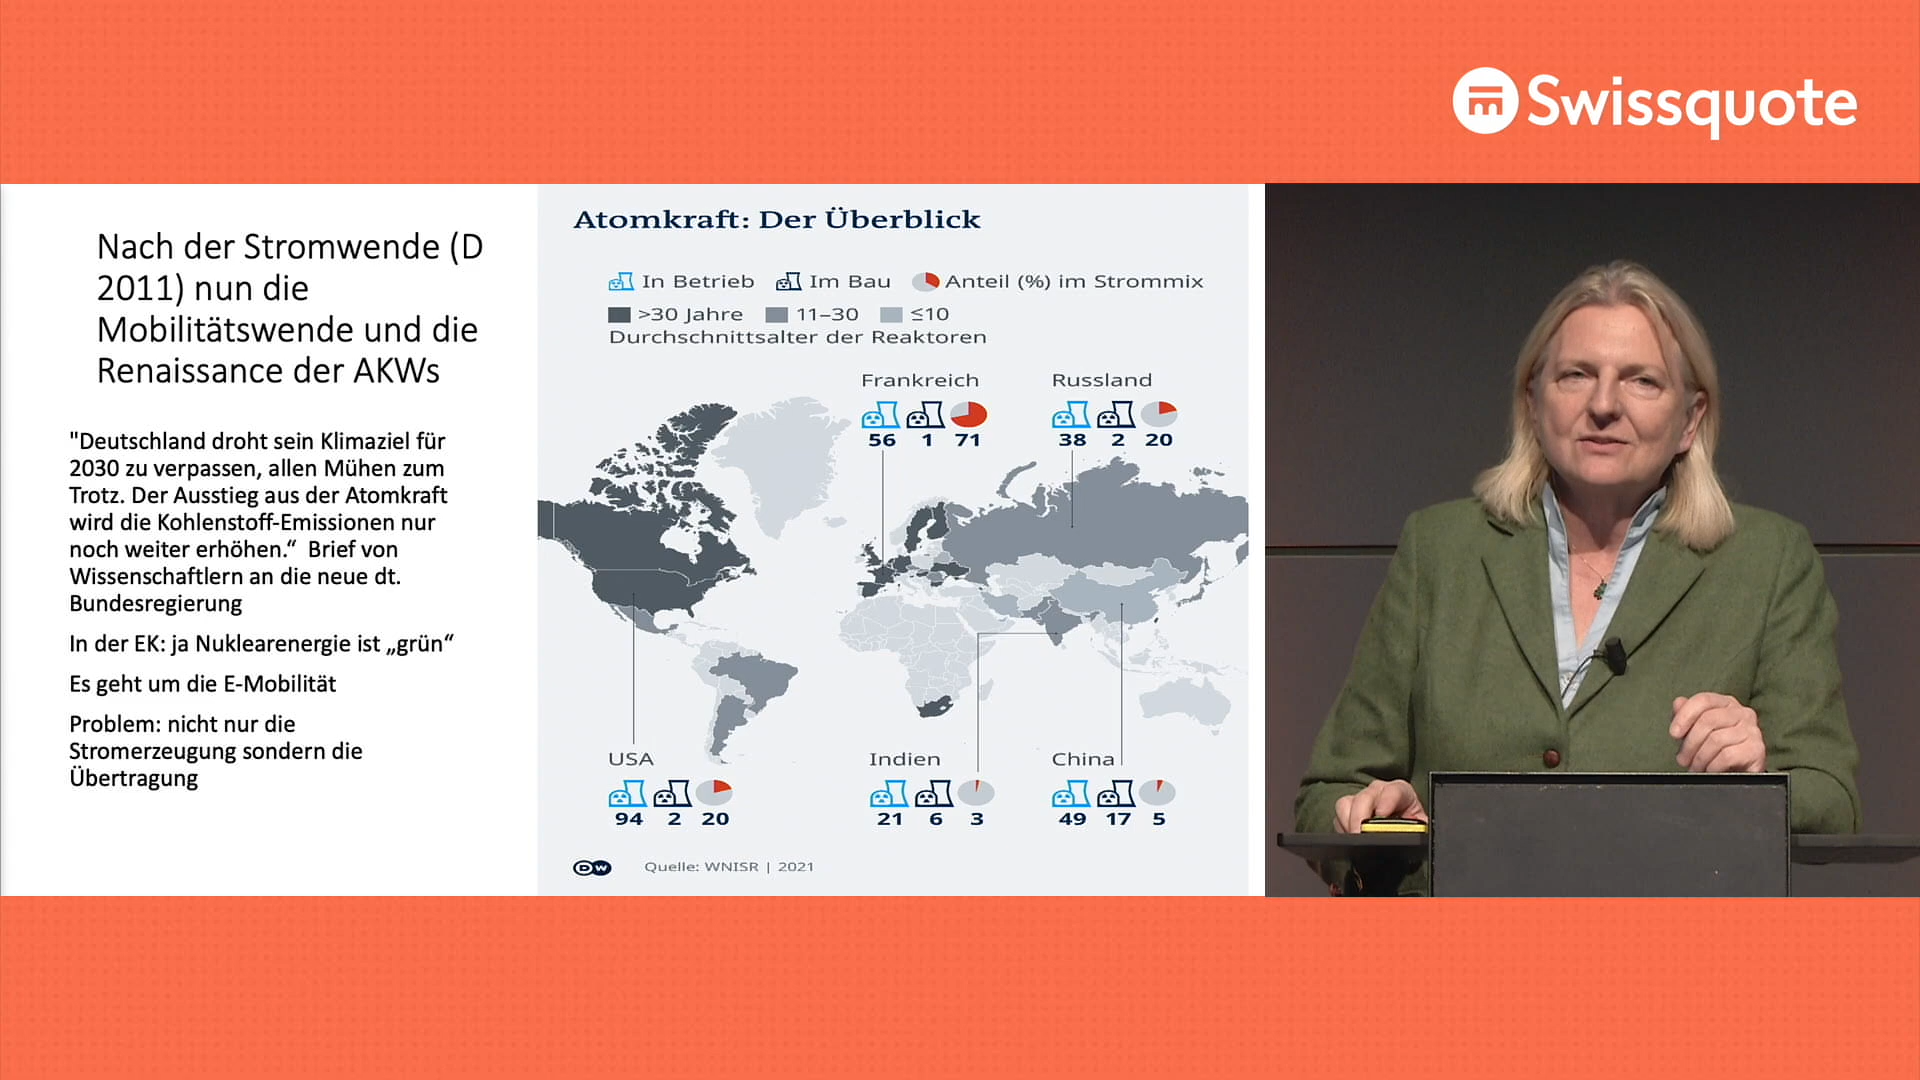 Swissquote
Nach der Stromwende (D
2011) nun die
Mobilitätswende und die
Renaissance der AKWs
"Deutschland droht sein Klimaziel für
2030 zu verpassen, allen Mühen zum
Trotz. Der Ausstieg aus der Atomkraft
wird die Kohlenstoff-Emissionen nur
noch weiter erhöhen.“ Brief von
Wissenschaftlern an die neue dt.
Bundesregierung
In der EK: ja Nuklearenergie ist „grün“
Es geht um die E-Mobilität
Problem: nicht nur die
Stromerzeugung sondern die
Übertragung
Atomkraft: Der Überblick
In Betrieb Im Bau Anteil (%) im Strommix
>30 Jahre 11–30 ≤10
Durchschnittsalter der Reaktoren
Frankreich Russland
56 1 71 38 2 20
USA Indien China
94 2 20 21 6 3 49 17 5
DW Quelle: WNISR | 2021